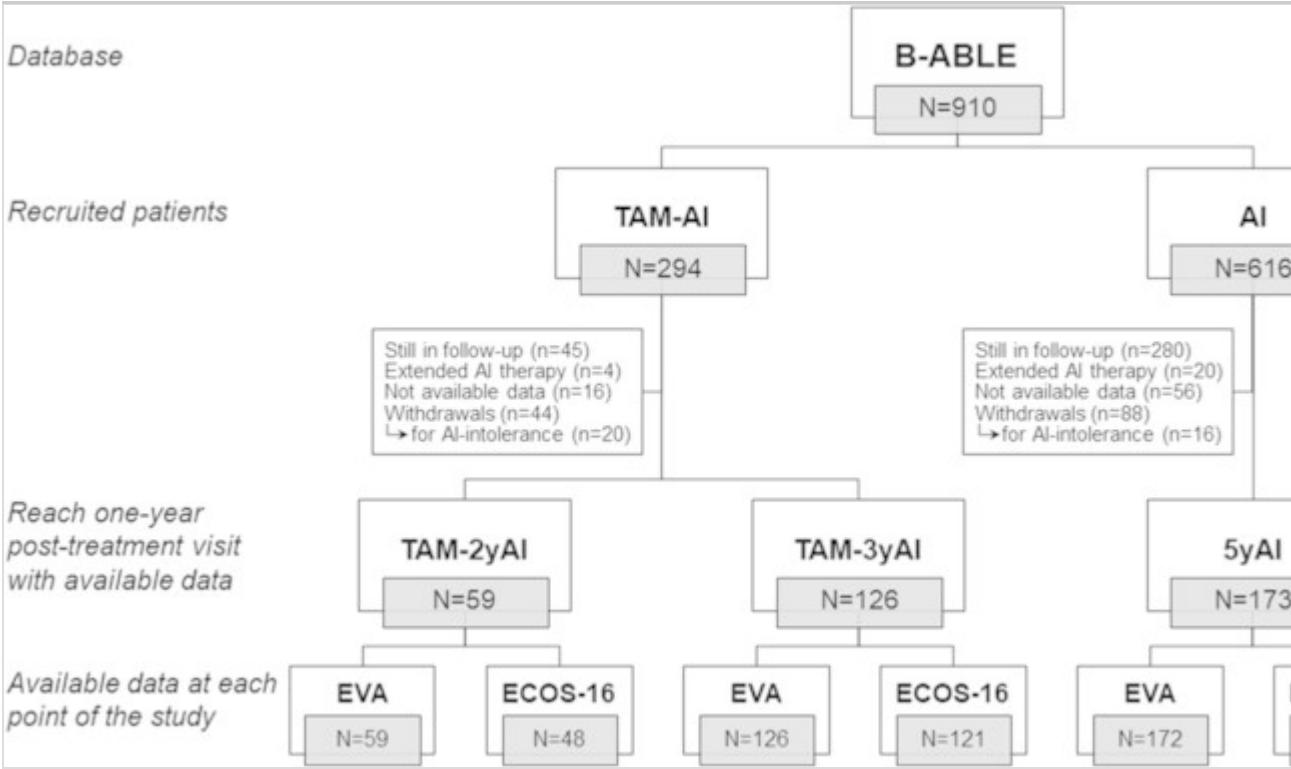 Database
B-ABLE
N=910
Recruited patients
TAM-AI
N=294
AI
N=616
Still in follow-up (n=45)
Extended AI therapy (n=4)
Not available data (n=16)
Withdrawals (n=44)
↳for AI-intolerance (n=20)
Still in follow-up (n=280)
Extended AI therapy (n=20)
Not available data (n=56)
Withdrawals (n=88)
↳for AI-intolerance (n=16)
Reach one-year
post-treatment visit
with available data
TAM-2yAI
N=59
TAM-3yAI
N=126
5yAI
N=173
Available data at each
point of the study
EVA
N=59
ECOS-16
N=48
EVA
N=126
ECOS-16
N=121
EVA
N=172